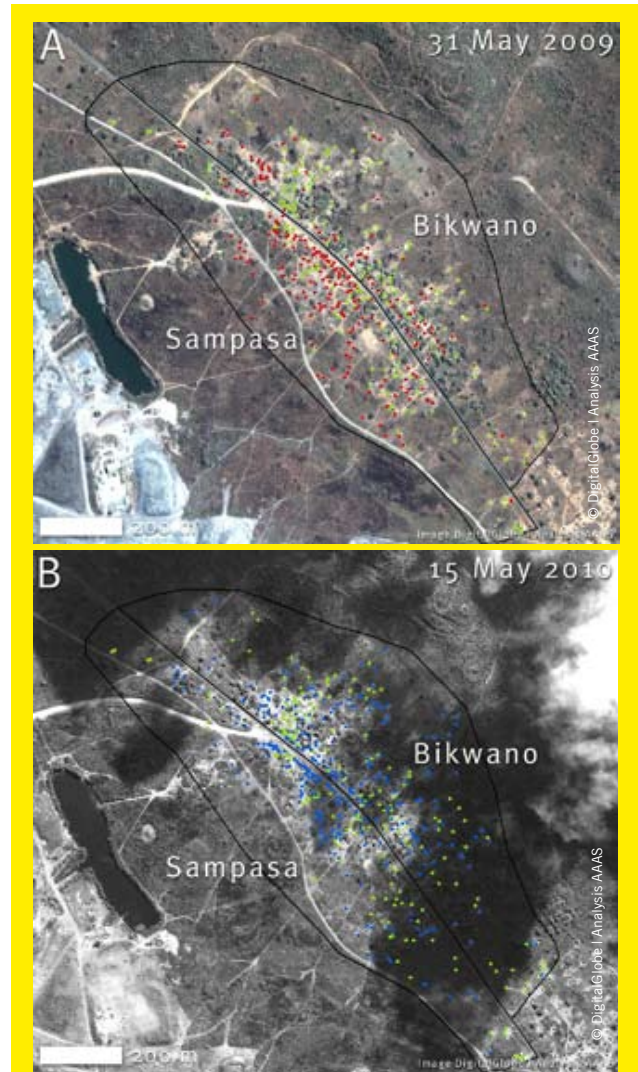 A
31 May 2009
Bikwano
Sampasa
© DigitalGlobe I Analysis AAAS
200 m
B
15 May 2010
Bikwano
Sampasa
© DigitalGlobe I Analysis AAAS
200 m